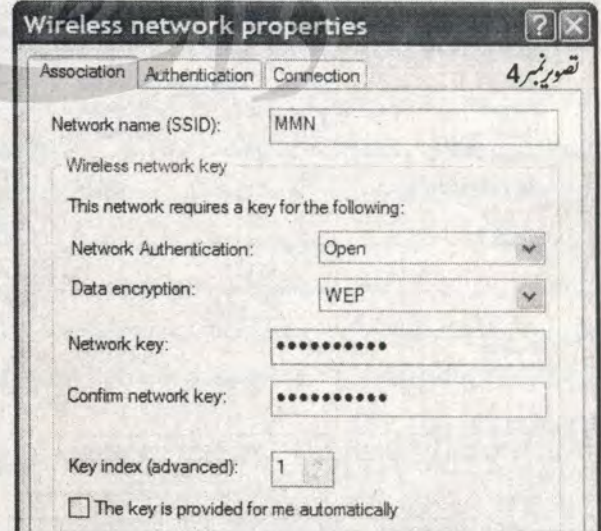 Wireless network properties
Association Authentication Connection
تصویر نمبر 4
Network name (SSID): MMN
Wireless network key
This network requires a key for the following:
Network Authentication: Open
Data encryption: WEP
Network key: ••••••••••
Confirm network key: ••••••••••
Key index (advanced): 1
The key is provided for me automatically